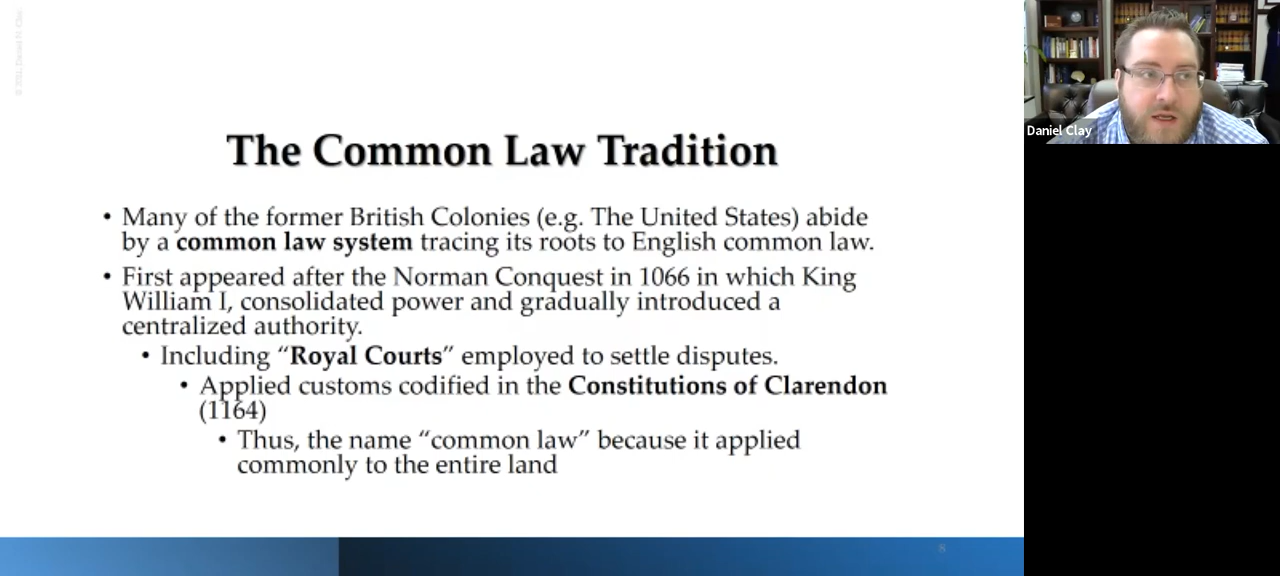 The Common Law Tradition
• Many of the former British Colonies (e.g. The United States) abide
by a common law system tracing its roots to English common law.
• First appeared after the Norman Conquest in 1066 in which King
William I, consolidated power and gradually introduced a
centralized authority.
• Including “Royal Courts” employed to settle disputes.
• Applied customs codified in the Constitutions of Clarendon
(1164)
• Thus, the name “common law” because it applied
commonly to the entire land
Daniel Clay